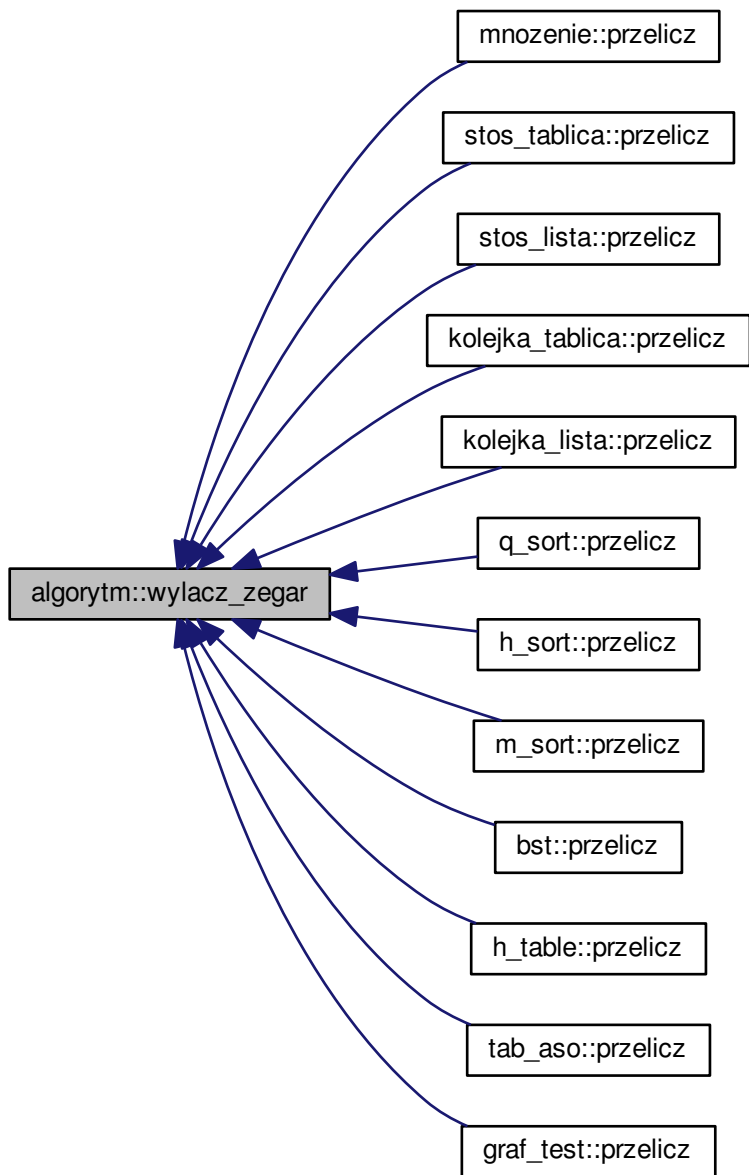 mnozenie::przelicz
stos_tablica::przelicz
stos_lista::przelicz
kolejka_tablica::przelicz
kolejka_lista::przelicz
q_sort::przelicz
algorytm::wylacz_zegar
h_sort::przelicz
m_sort::przelicz
bst::przelicz
h_table::przelicz
tab_aso::przelicz
graf_test::przelicz